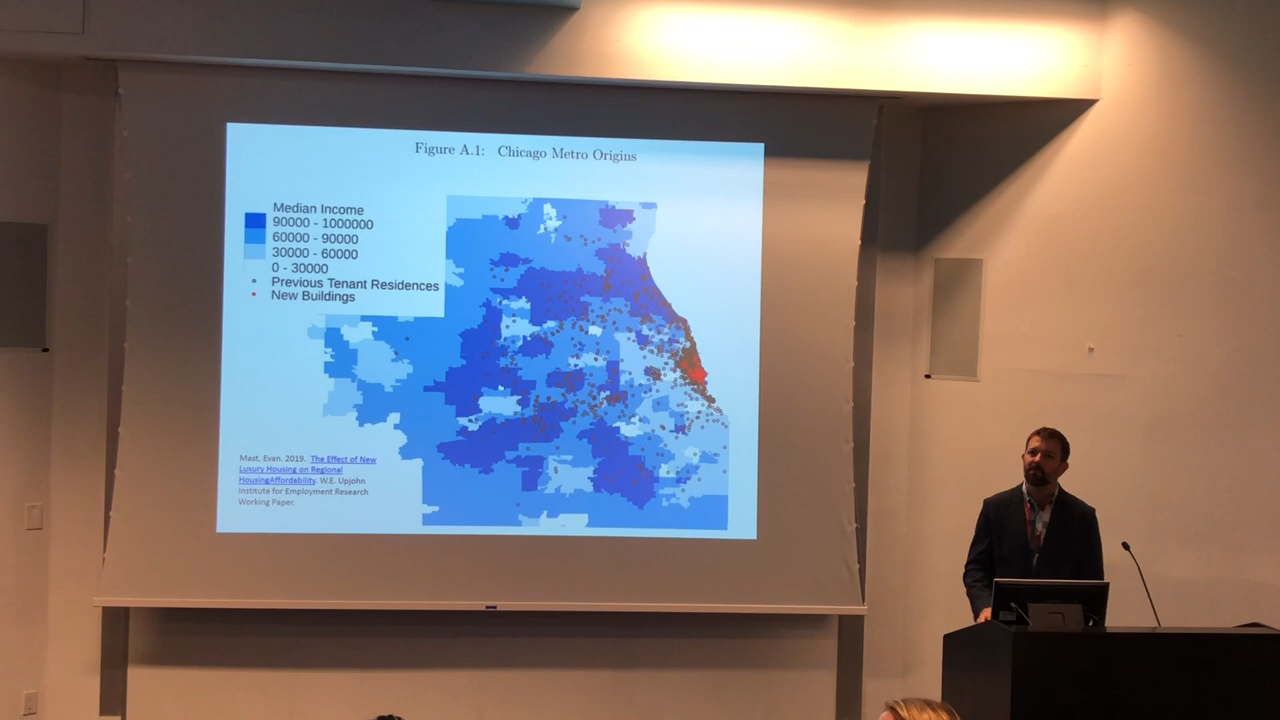 Figure A.1: Chicago Metro Origins
Median Income
90000 - 1000000
60000 - 90000
30000 - 60000
0 - 30000
Previous Tenant Residences
New Buildings
Mast, Evan. 2019. The Effect of New
Luxury Housing on Regional
HousingAffordability. W.E. Upjohn
Institute for Employment Research
Working Paper.